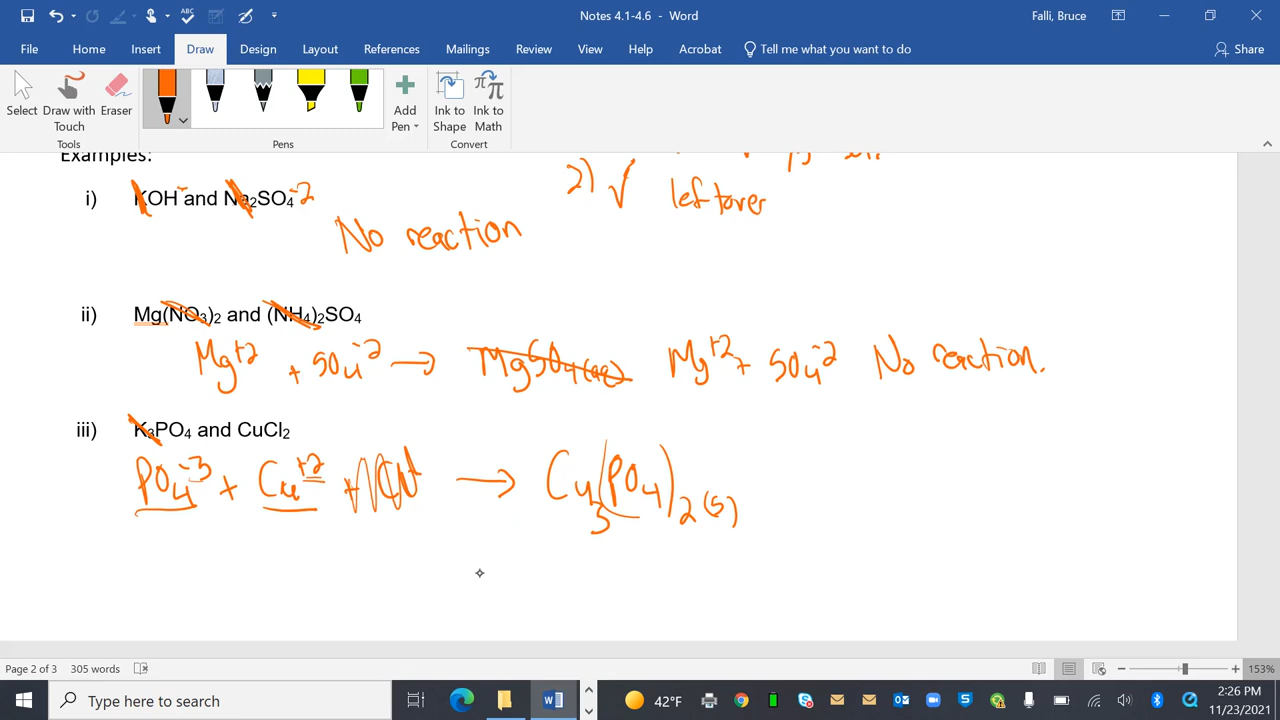 Notes 4.1-4.6 - Word
Falli, Bruce
File Home Insert Draw Design Layout References Mailings Review View Help Acrobat Tell me what you want to do Share
Select Draw with Touch Eraser Add Pen Ink to Shape Ink to Math
Tools Pens Convert
Examples:
2) √ leftover
i) KOH⁻ and Na₂SO₄⁻²
No reaction
ii) Mg(NO₃)₂ and (NH₄)₂SO₄
Mg⁺² + SO₄⁻² → MgSO₄(aq) Mg⁺² + SO₄⁻² No reaction.
iii) K₃PO₄ and CuCl₂
PO₄⁻³ + Cu⁺² + → Cu₃(PO₄)₂(s)
Page 2 of 3 305 words 153%
Type here to search 42°F 2:26 PM
11/23/2021